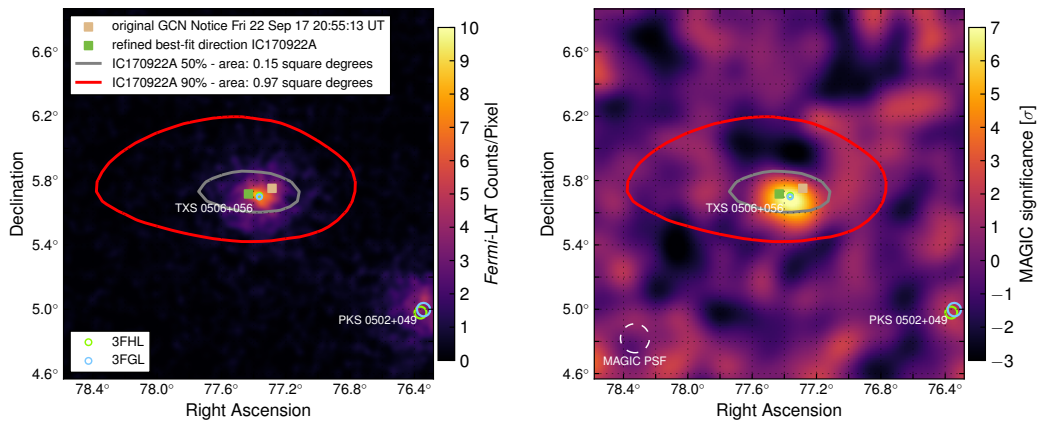 original GCN Notice Fri 22 Sep 17 20:55:13 UT
refined best-fit direction IC170922A
IC170922A 50% - area: 0.15 square degrees
IC170922A 90% - area: 0.97 square degrees
6.6°
6.2°
5.8°
5.4°
5.0°
4.6°
Declination
TXS 0506+056
PKS 0502+049
3FHL
3FGL
78.4°
78.0°
77.6°
77.2°
76.8°
76.4°
Right Ascension
10
9
8
7
6
5
4
3
2
1
0
Fermi-LAT Counts/Pixel
6.6°
6.2°
5.8°
5.4°
5.0°
4.6°
Declination
TXS 0506+056
PKS 0502+049
MAGIC PSF
78.4°
78.0°
77.6°
77.2°
76.8°
76.4°
Right Ascension
7
6
5
4
3
2
1
0
−1
−2
−3
MAGIC significance [σ]